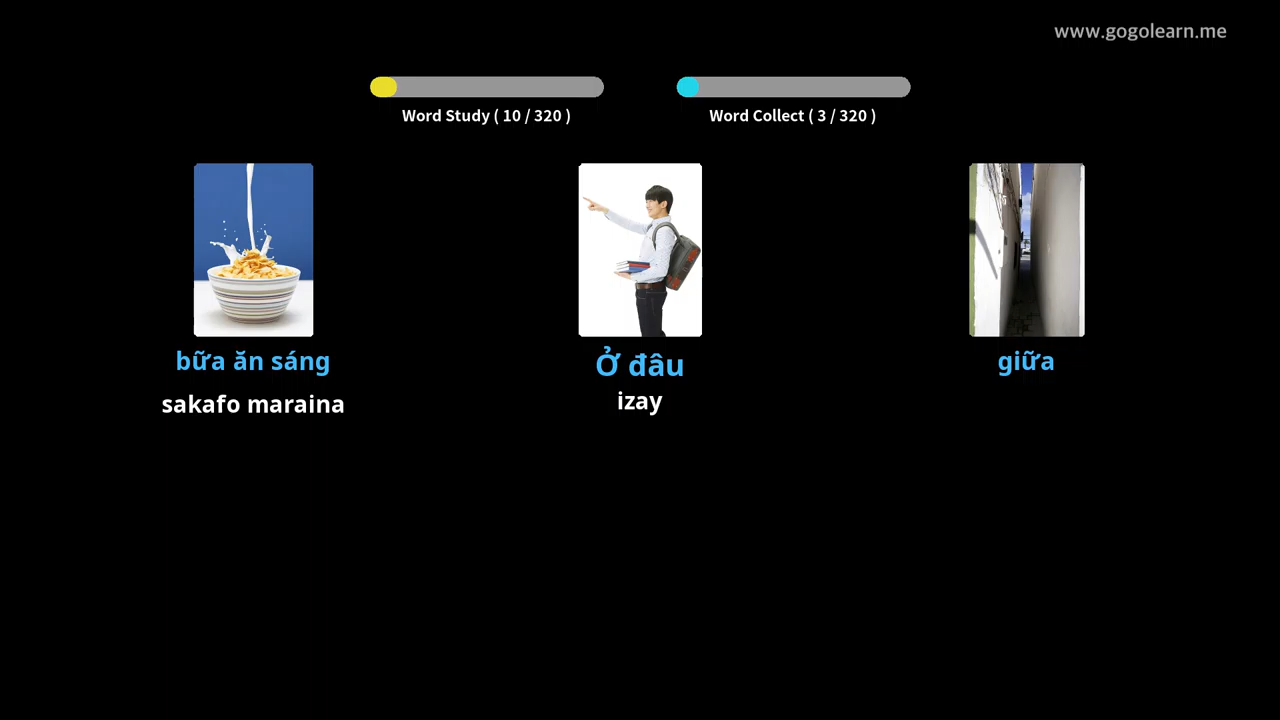 www.gogolearn.me
Word Study ( 10 / 320 )
Word Collect ( 3 / 320 )
bữa ăn sáng
sakafo maraina
Ở đâu
izay
giữa